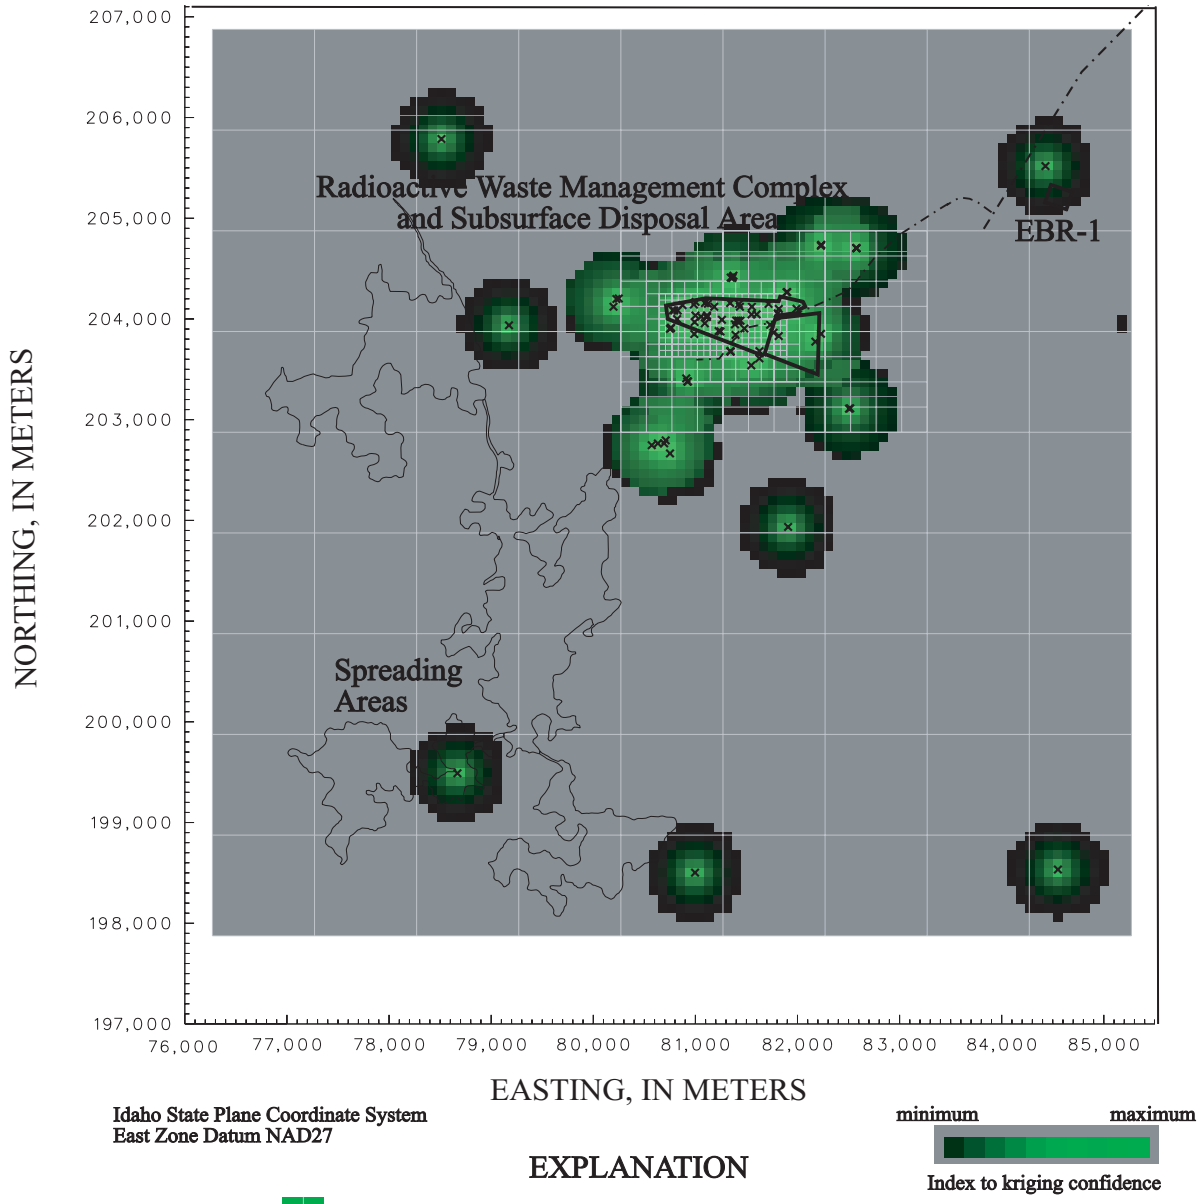 207,000
206,000
Radioactive Waste Management Complex
205,000
and Subsurface Disposal Area
EBR-1
204,000
203,000
NORTHING, IN METERS
202,000
201,000
Spreading
Areas
200,000
199,000
198,000
197,000
76,000 77,000 78,000 79,000 80,000 81,000 82,000 83,000 84,000 85,000
EASTING, IN METERS
Idaho State Plane Coordinate System
East Zone Datum NAD27
minimum maximum
EXPLANATION
Index to kriging confidence